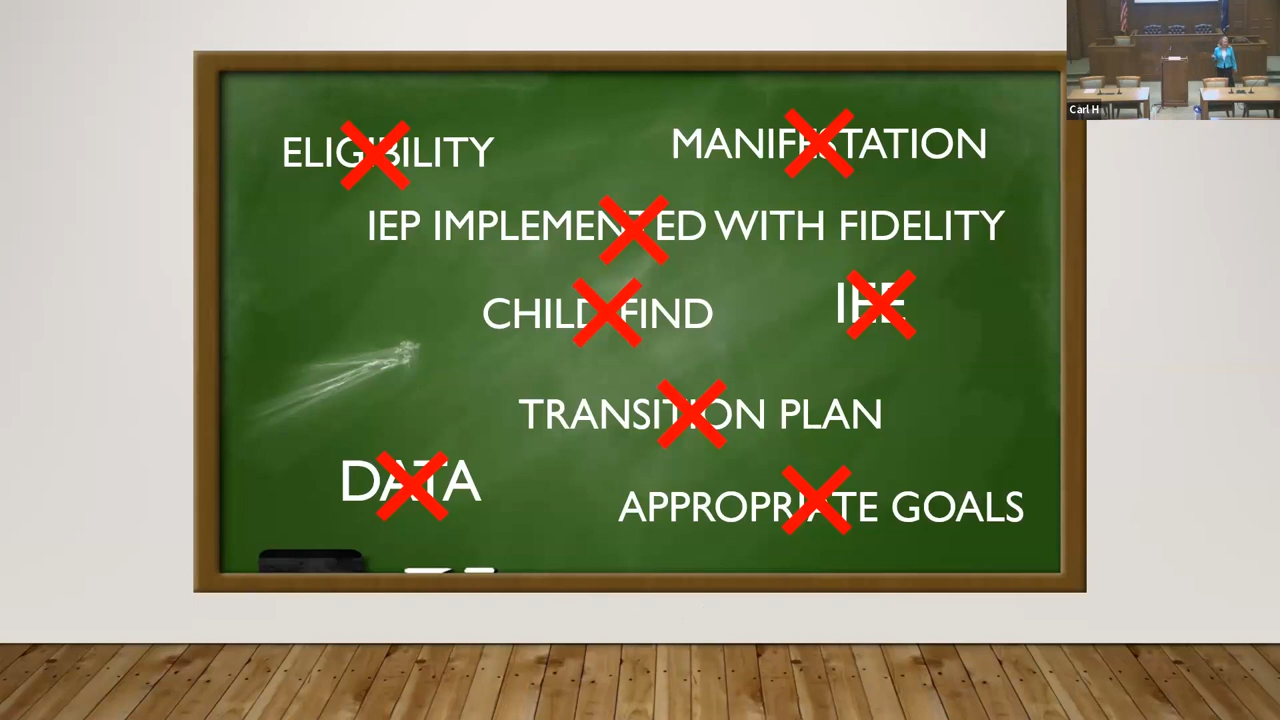 ELIGIBILITY
MANIFESTATION
IEP IMPLEMENTED WITH FIDELITY
CHILD FIND
IEE
TRANSITION PLAN
DATA
APPROPRIATE GOALS
Carl H